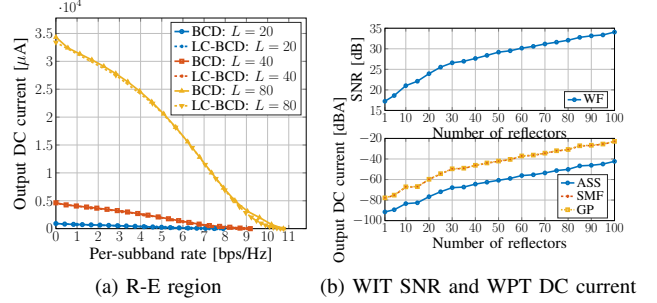 ·10⁴
3.5
3
2.5
2
1.5
1
0.5
0
Output DC current [μA]
BCD: L = 20
LC-BCD: L = 20
BCD: L = 40
LC-BCD: L = 40
BCD: L = 80
LC-BCD: L = 80
0 1 2 3 4 5 6 7 8 9 10 11
Per-subband rate [bps/Hz]
(a) R-E region
35
30
25
20
15
SNR [dB]
WF
1 10 20 30 40 50 60 70 80 90 100
Number of reflectors
−20
−40
−60
−80
−100
Output DC current [dBA]
ASS
SMF
GP
1 10 20 30 40 50 60 70 80 90 100
Number of reflectors
(b) WIT SNR and WPT DC current